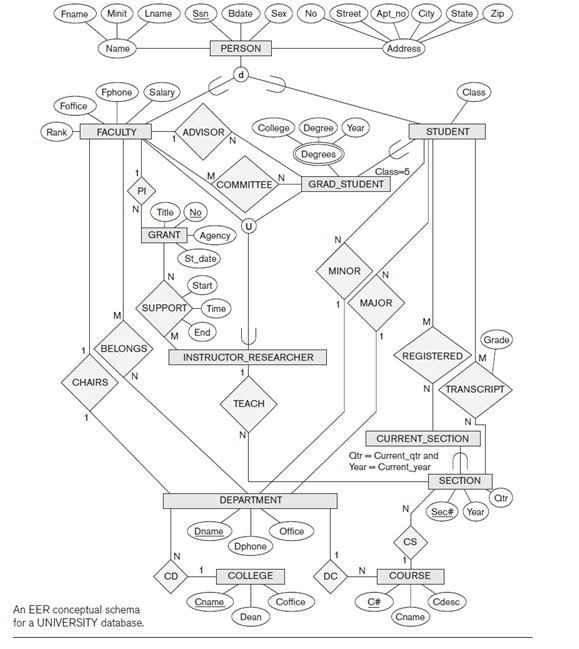 Fname Minit Lname Ssn Bdate Sex No Street Apt_no City State Zip
Name PERSON Address
d
Fphone Salary Class
Foffice
College Degree Year
Rank FACULTY ADVISOR STUDENT
1 N
Degrees
Class=5
1 M COMMITTEE N GRAD_STUDENT
PI
N Title No U
GRANT Agency
St_date
N N N
Start MINOR
SUPPORT Time MAJOR
M End 1 M
1 BELONGS INSTRUCTOR_RESEARCHER 1 REGISTERED M Grade
CHAIRS N 1 N TRANSCRIPT
TEACH
1 N N
CURRENT_SECTION
Qtr = Current_qtr and
Year = Current_year
SECTION
DEPARTMENT Qtr
N Sec# Year
Dname Office
Dphone CS
N 1 1
CD 1 COLLEGE DC N COURSE
Cname Coffice C# Cdesc
Dean Cname
An EER conceptual schema
for a UNIVERSITY database.